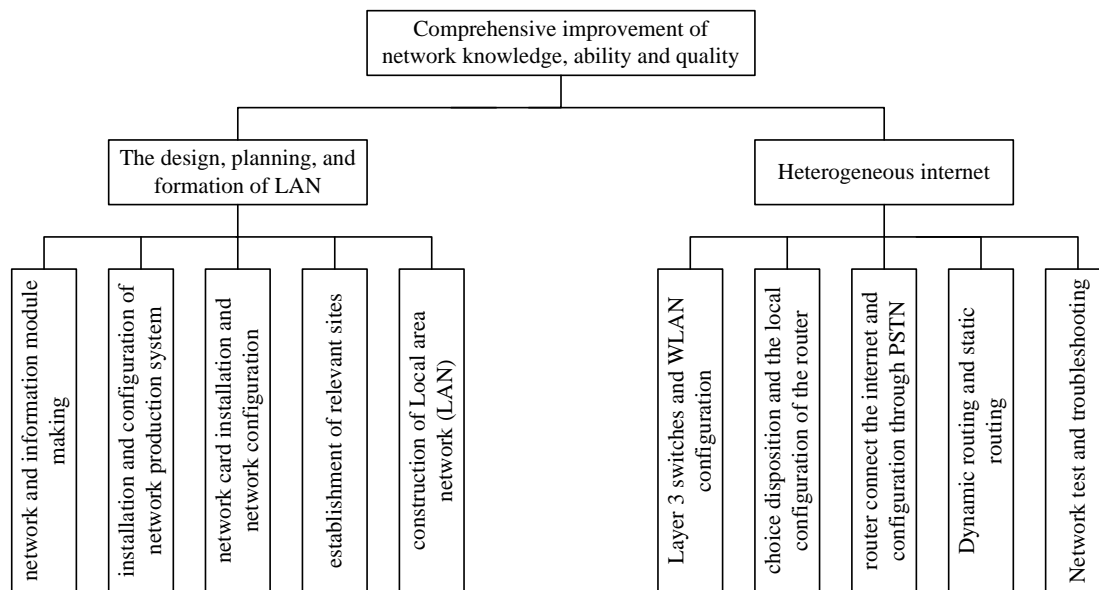 Comprehensive improvement of
network knowledge, ability and quality
The design, planning, and
formation of LAN
Heterogeneous internet
network and information module
making
installation and configuration of
network production system
network card installation and
network configuration
establishment of relevant sites
construction of Local area
network (LAN)
Layer 3 switches and WLAN
configuration
choice disposition and the local
configuration of the router
router connect the internet and
configuration through PSTN
Dynamic routing and static
routing
Network test and troubleshooting